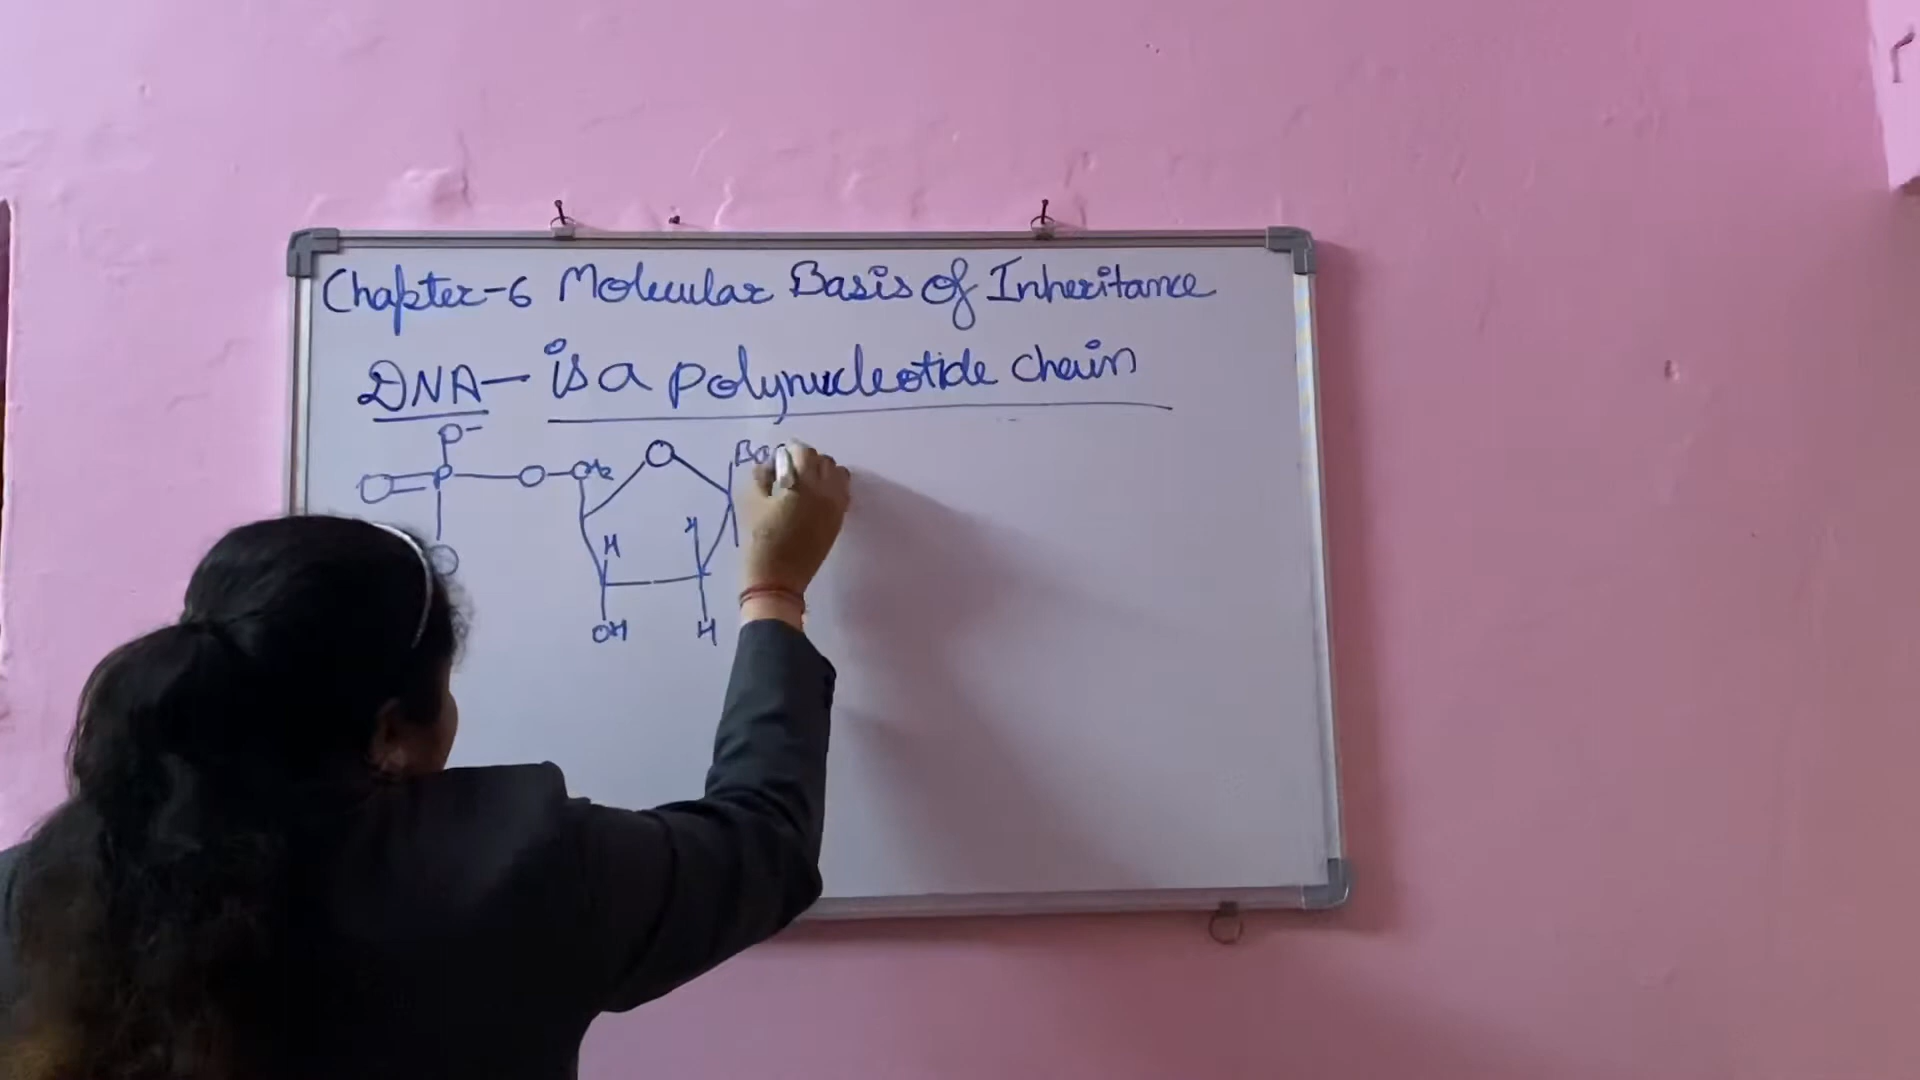 Chapter-6 Molecular Basis of Inheritance
DNA- is a polynucleotide chain
P-
O=P-O-CH2 O
O
H H
OH H